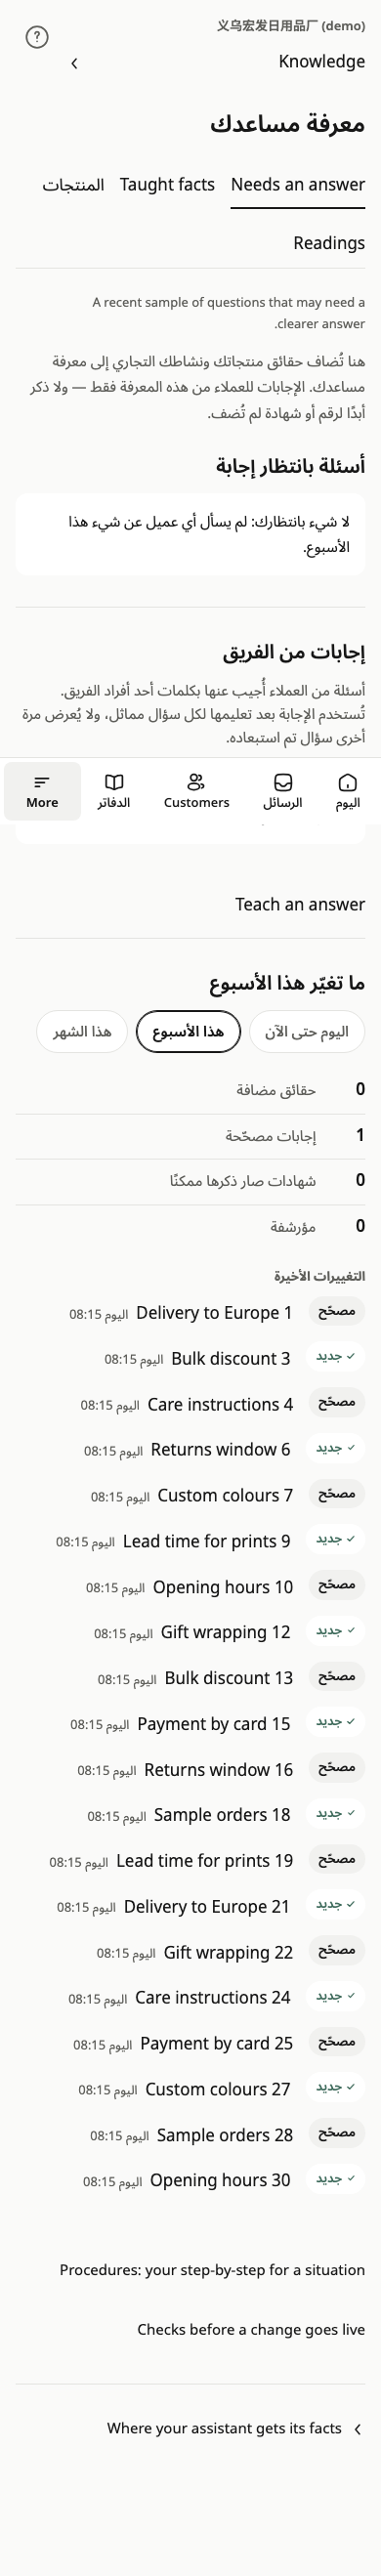 义乌宏发日用品厂 (demo)
Knowledge
معرفة مساعدك
Needs an answer
Taught facts
المنتجات
Readings
A recent sample of questions that may need a
clearer answer.
هنا تُضاف حقائق منتجاتك ونشاطك التجاري إلى معرفة
مساعدك. الإجابات للعملاء من هذه المعرفة فقط — ولا ذكر
أبدًا لرقم أو شهادة لم تُضف.
أسئلة بانتظار إجابة
لا شيء بانتظارك: لم يسأل أي عميل عن شيء هذا
الأسبوع.
إجابات من الفريق
أسئلة من العملاء أُجيب عنها بكلمات أحد أفراد الفريق.
تُستخدم الإجابة بعد تعليمها لكل سؤال مماثل، ولا يُعرض مرة
أخرى سؤال تم استبعاده.
اليوم
الرسائل
Customers
الدفاتر
More
Teach an answer
ما تغيّر هذا الأسبوع
اليوم حتى الآن
هذا الأسبوع
هذا الشهر
0 حقائق مضافة
1 إجابات مصحّحة
0 شهادات صار ذكرها ممكنًا
0 مؤرشفة
التغييرات الأخيرة
مصحّح Delivery to Europe 1 اليوم 08:15
✓ جديد Bulk discount 3 اليوم 08:15
مصحّح Care instructions 4 اليوم 08:15
✓ جديد Returns window 6 اليوم 08:15
مصحّح Custom colours 7 اليوم 08:15
✓ جديد Lead time for prints 9 اليوم 08:15
مصحّح Opening hours 10 اليوم 08:15
✓ جديد Gift wrapping 12 اليوم 08:15
مصحّح Bulk discount 13 اليوم 08:15
✓ جديد Payment by card 15 اليوم 08:15
مصحّح Returns window 16 اليوم 08:15
✓ جديد Sample orders 18 اليوم 08:15
مصحّح Lead time for prints 19 اليوم 08:15
✓ جديد Delivery to Europe 21 اليوم 08:15
مصحّح Gift wrapping 22 اليوم 08:15
✓ جديد Care instructions 24 اليوم 08:15
مصحّح Payment by card 25 اليوم 08:15
✓ جديد Custom colours 27 اليوم 08:15
مصحّح Sample orders 28 اليوم 08:15
✓ جديد Opening hours 30 اليوم 08:15
Procedures: your step-by-step for a situation
Checks before a change goes live
Where your assistant gets its facts